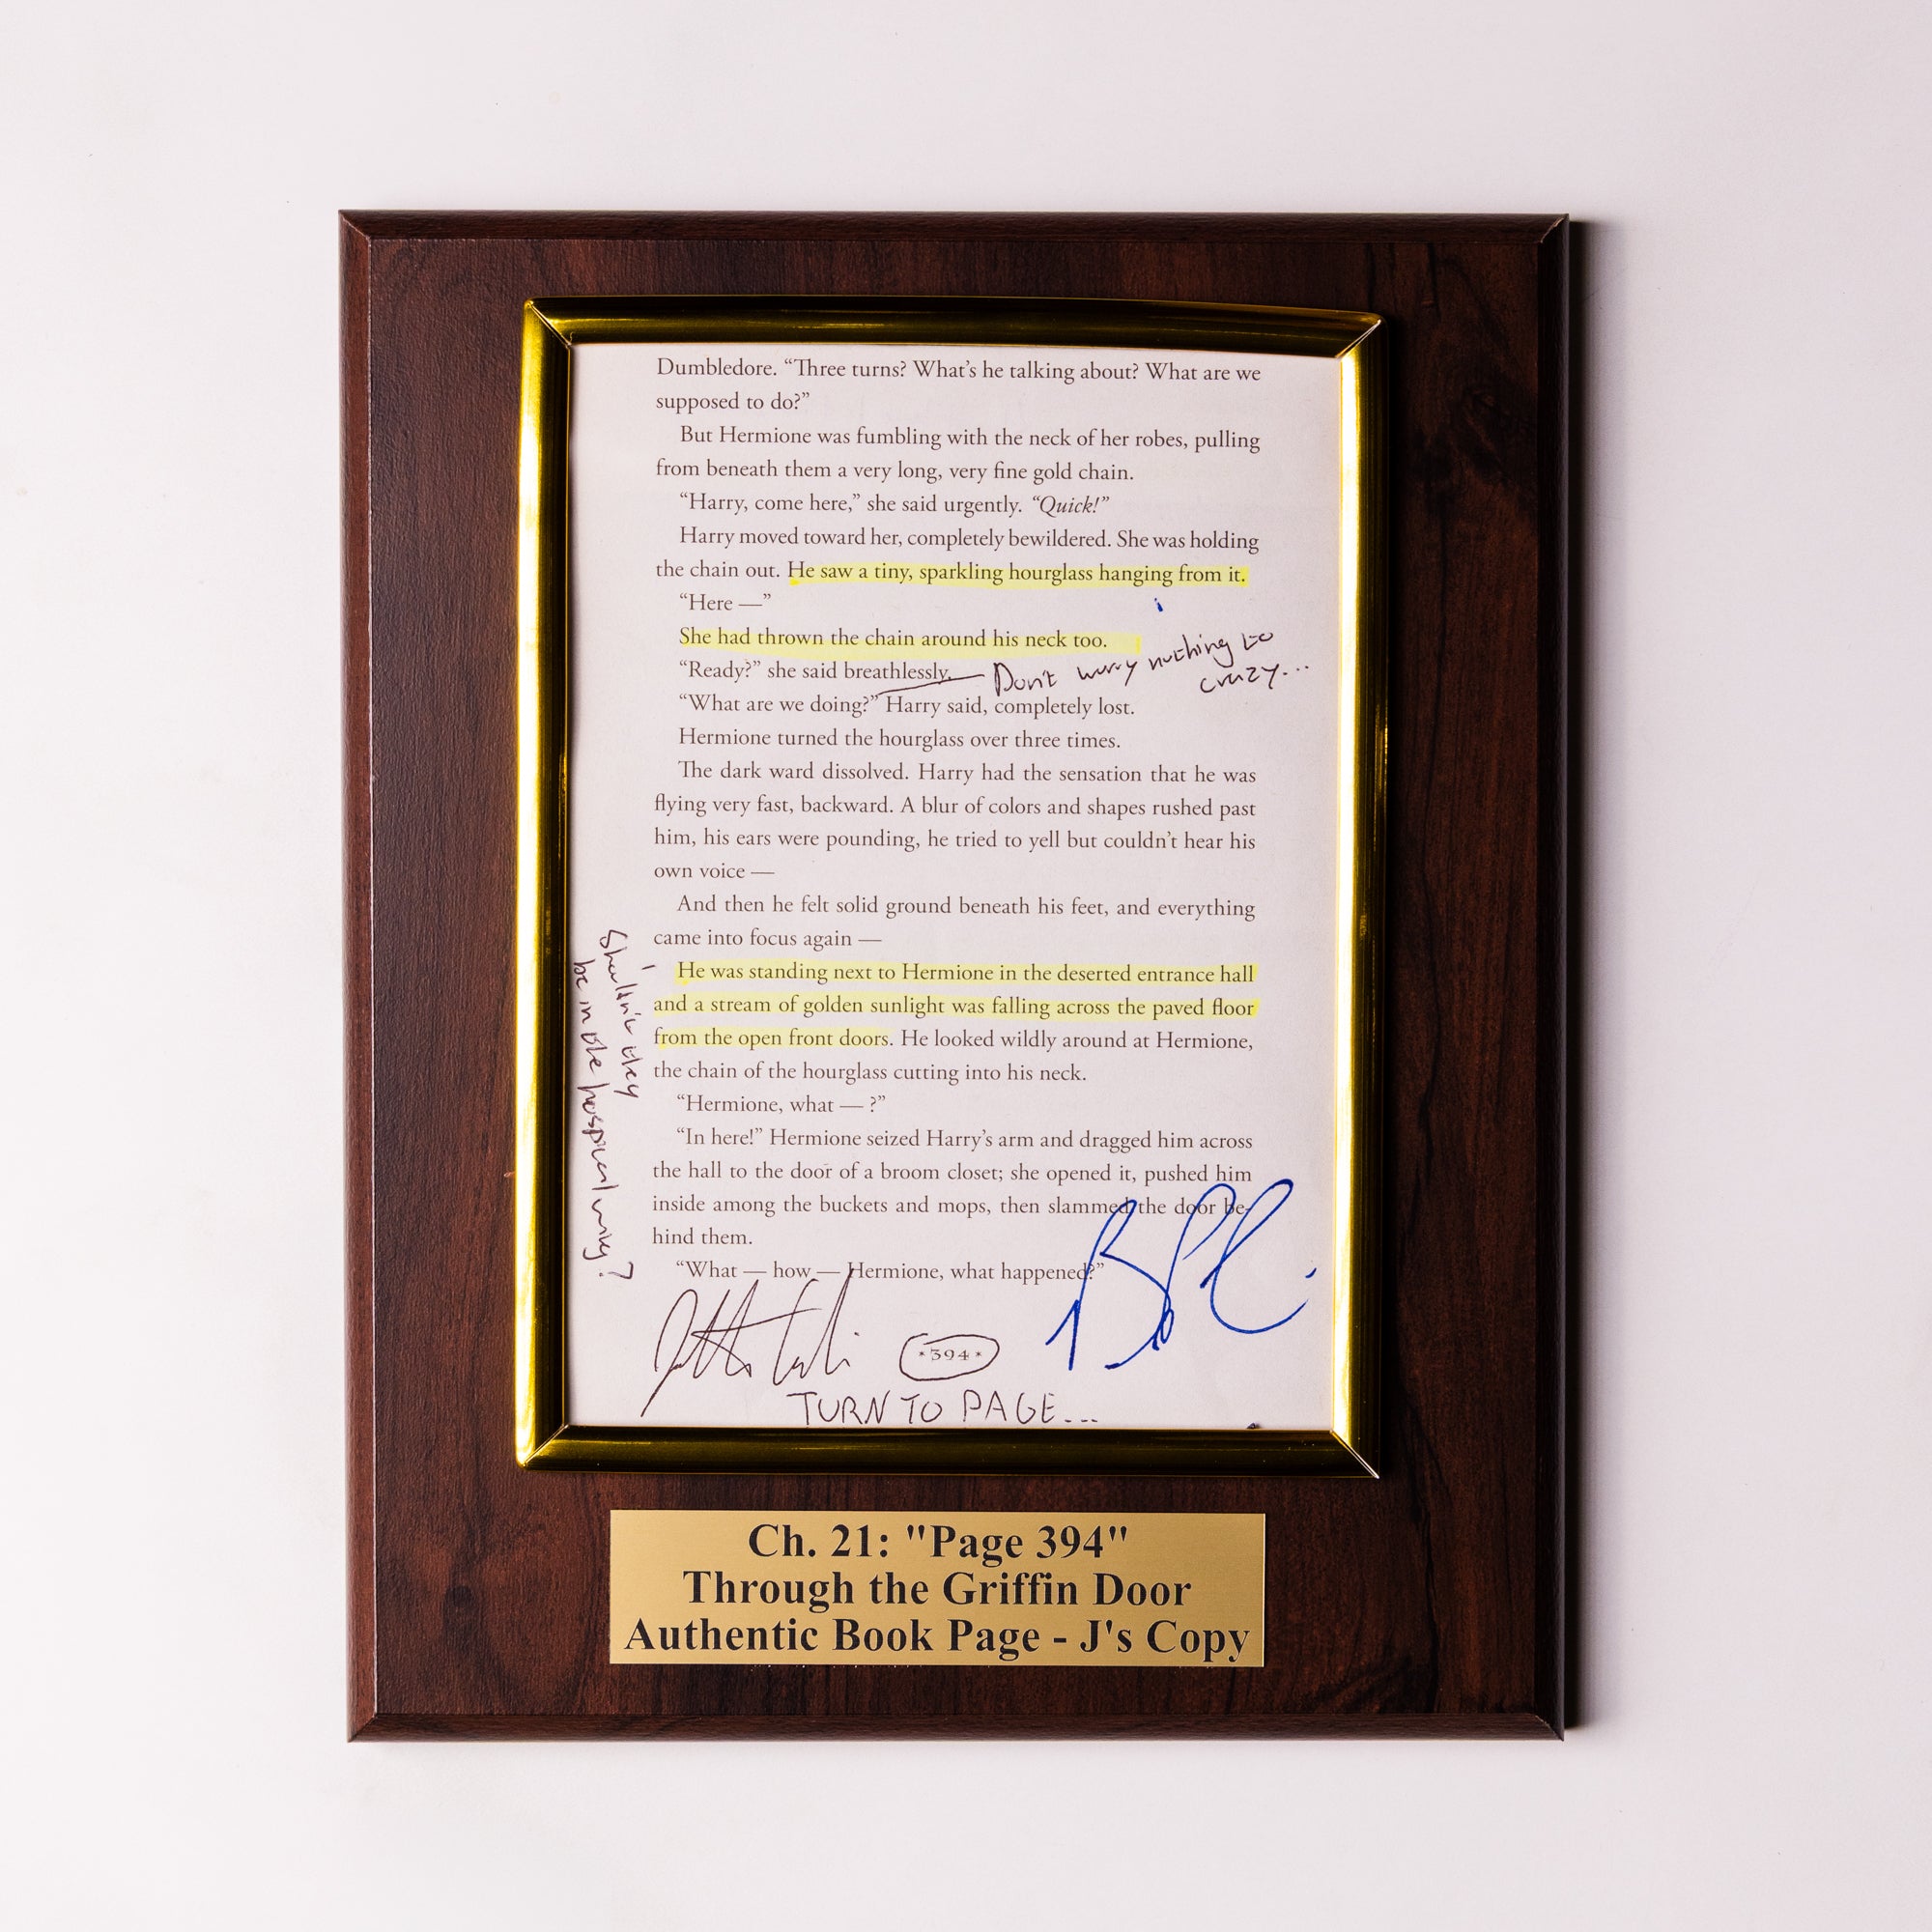 Dumbledore. “Three turns? What’s he talking about? What are we
supposed to do?”
But Hermione was fumbling with the neck of her robes, pulling
from beneath them a very long, very fine gold chain.
“Harry, come here,” she said urgently. “Quick!”
Harry moved toward her, completely bewildered. She was holding
the chain out. He saw a tiny, sparkling hourglass hanging from it.
“Here —”
She had thrown the chain around his neck too.
“Ready?” she said breathlessly.
Don't worry nothing to
crazy...
“What are we doing?” Harry said, completely lost.
Hermione turned the hourglass over three times.
The dark ward dissolved. Harry had the sensation that he was
flying very fast, backward. A blur of colors and shapes rushed past
him, his ears were pounding, he tried to yell but couldn’t hear his
own voice —
And then he felt solid ground beneath his feet, and everything
came into focus again —
He was standing next to Hermione in the deserted entrance hall
and a stream of golden sunlight was falling across the paved floor
from the open front doors. He looked wildly around at Hermione,
the chain of the hourglass cutting into his neck.
Shouldn't they
be in the hospital wing?
“Hermione, what — ?”
“In here!” Hermione seized Harry’s arm and dragged him across
the hall to the door of a broom closet; she opened it, pushed him
inside among the buckets and mops, then slammed the door be-
hind them.
“What — how — Hermione, what happened?”
*394*
TURN TO PAGE...
Ch. 21: "Page 394"
Through the Griffin Door
Authentic Book Page - J's Copy